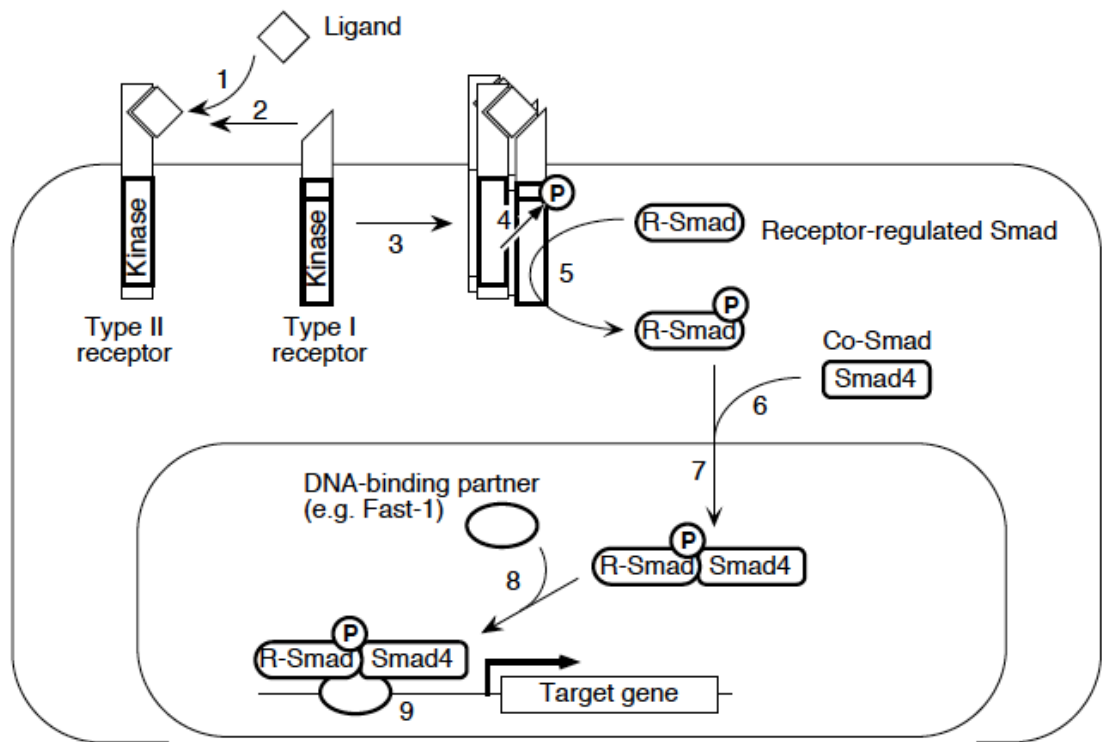 Ligand
1
2
Kinase
Kinase
Type II
receptor
Type I
receptor
3
4
P
5
R-Smad
Receptor-regulated Smad
P
R-Smad
Co-Smad
Smad4
6
7
DNA-binding partner
(e.g. Fast-1)
P
R-Smad Smad4
8
P
R-Smad Smad4
9
Target gene